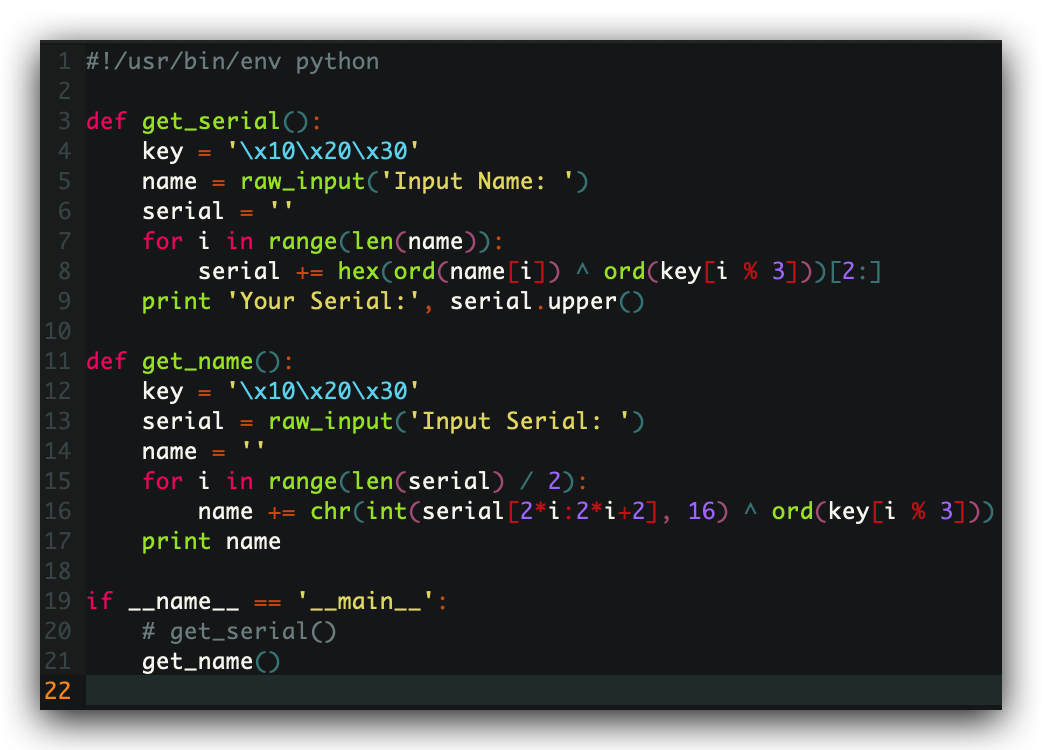 1 #!/usr/bin/env python
2
3 def get_serial():
4     key = '\x10\x20\x30'
5     name = raw_input('Input Name: ')
6     serial = ''
7     for i in range(len(name)):
8         serial += hex(ord(name[i]) ^ ord(key[i % 3]))[2:]
9     print 'Your Serial:', serial.upper()
10
11 def get_name():
12     key = '\x10\x20\x30'
13     serial = raw_input('Input Serial: ')
14     name = ''
15     for i in range(len(serial) / 2):
16         name += chr(int(serial[2*i:2*i+2], 16) ^ ord(key[i % 3]))
17     print name
18
19 if __name__ == '__main__':
20     # get_serial()
21     get_name()
22